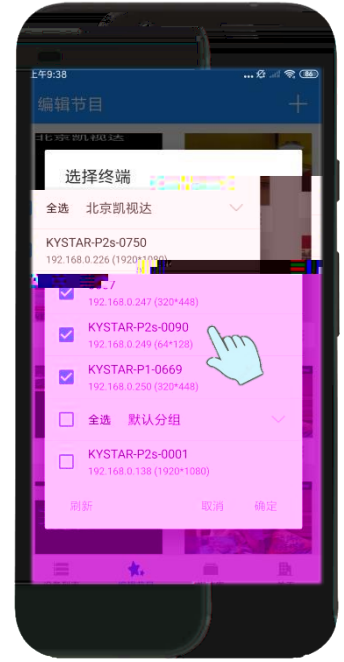 上午9:38
编辑节目
北京凯视达
选择终端
全选 北京凯视达
KYSTAR-P2s-0750
192.168.0.226 (1920*1080)
192.168.0.247 (320*448)
KYSTAR-P2s-0090
192.168.0.249 (64*128)
KYSTAR-P1-0669
192.168.0.250 (320*448)
全选 默认分组
KYSTAR-P2s-0001
192.168.0.138 (1920*1080)
刷新 取消 确定